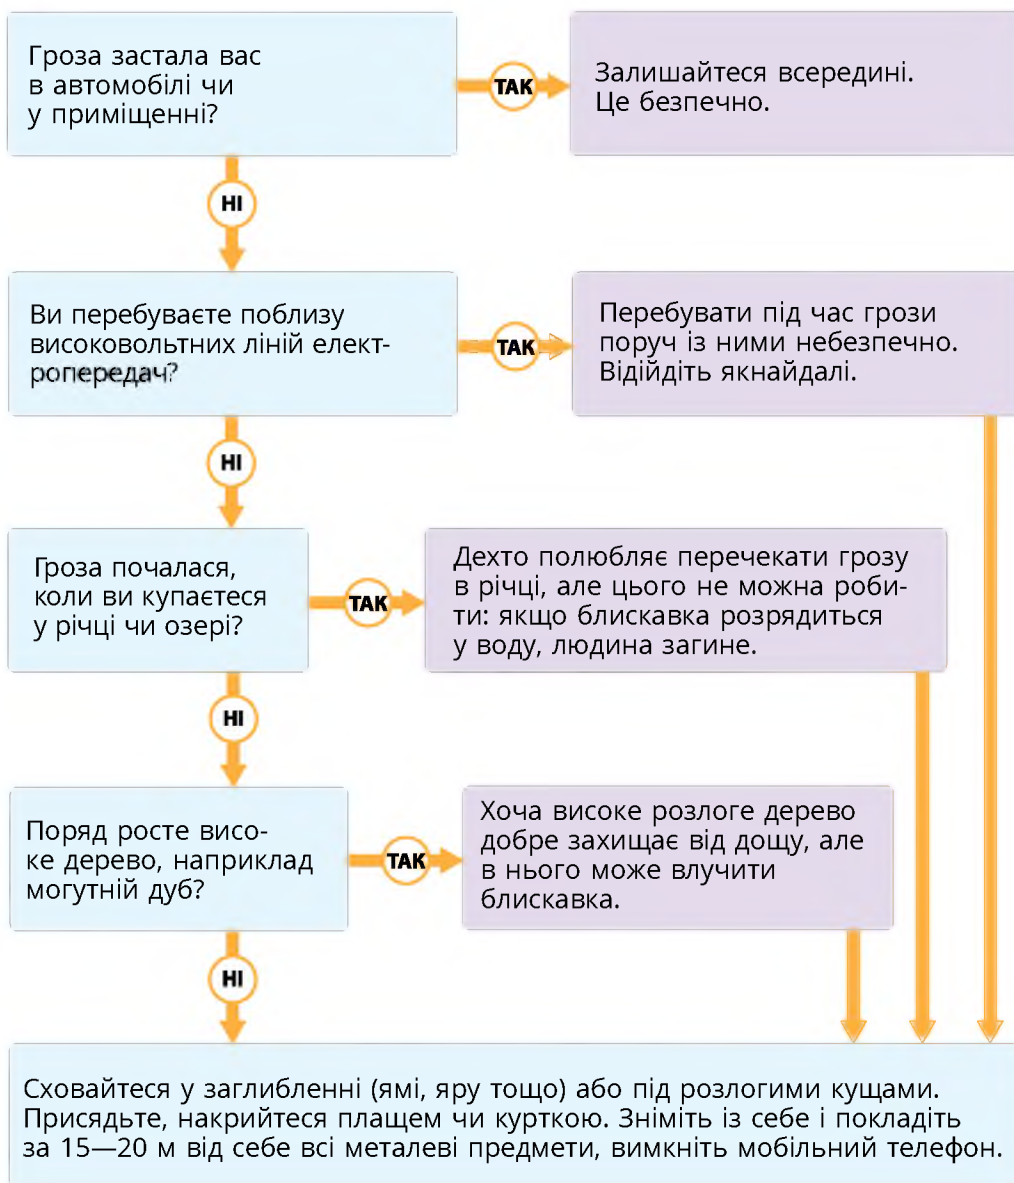 Гроза застала вас
в автомобілі чи
у приміщенні?
ТАК
Залишайтеся всередині.
Це безпечно.
НІ
Ви перебуваєте поблизу
високовольтних ліній елект-
ропередач?
ТАК
Перебувати під час грози
поруч із ними небезпечно.
Відійдіть якнайдалі.
НІ
Гроза почалася,
коли ви купаєтеся
у річці чи озері?
ТАК
Дехто полюбляє перечекати грозу
в річці, але цього не можна роби-
ти: якщо блискавка розрядиться
у воду, людина загине.
НІ
Поряд росте висо-
ке дерево, наприклад
могутній дуб?
ТАК
Хоча високе розлоге дерево
добре захищає від дощу, але
в нього може влучити
блискавка.
НІ
Сховайтеся у заглибленні (ямі, яру тощо) або під розлогими кущами.
Присядьте, накрийтеся плащем чи курткою. Зніміть із себе і покладіть
за 15—20 м від себе всі металеві предмети, вимкніть мобільний телефон.